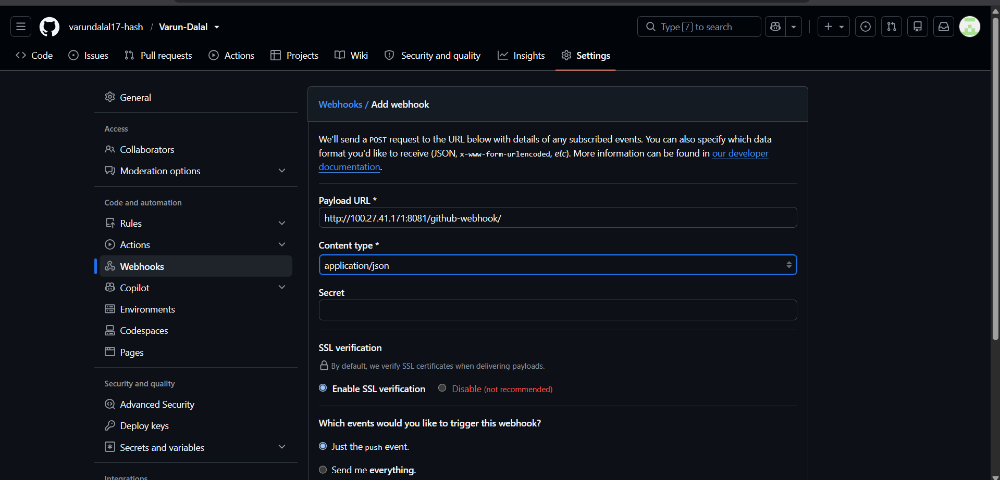 varundalal17-hash / Varun-Dalal
Type / to search
Code
Issues
Pull requests
Actions
Projects
Wiki
Security and quality
Insights
Settings
General
Access
Collaborators
Moderation options
Code and automation
Rules
Actions
Webhooks
Copilot
Environments
Codespaces
Pages
Security and quality
Advanced Security
Deploy keys
Secrets and variables
Integrations
Webhooks / Add webhook
We'll send a POST request to the URL below with details of any subscribed events. You can also specify which data
format you'd like to receive (JSON, x-www-form-urlencoded, etc). More information can be found in our developer
documentation.
Payload URL *
http://100.27.41.171:8081/github-webhook/
Content type *
application/json
Secret
SSL verification
By default, we verify SSL certificates when delivering payloads.
Enable SSL verification
Disable (not recommended)
Which events would you like to trigger this webhook?
Just the push event.
Send me everything.